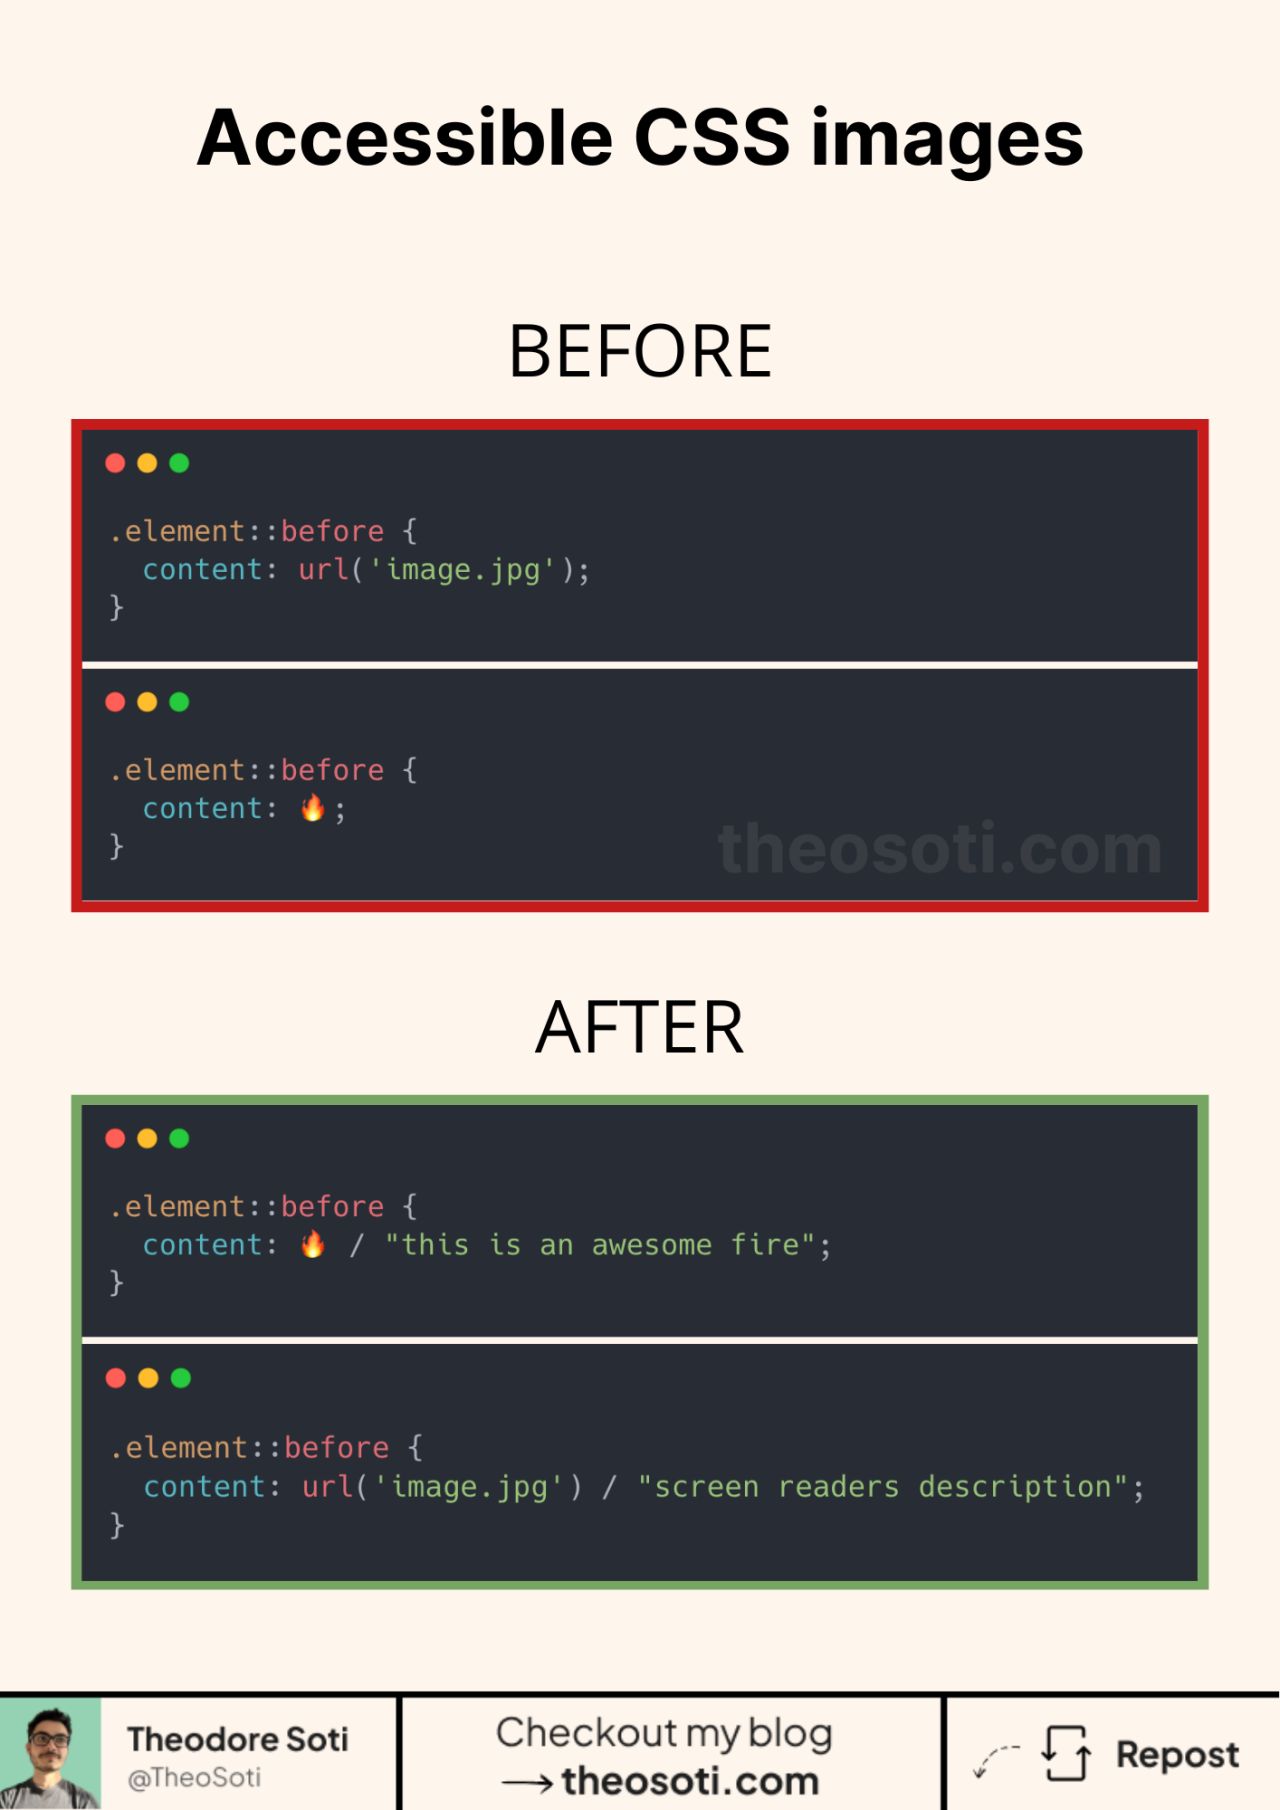 Accessible CSS images
BEFORE
.element::before {
content: url('image.jpg');
}
.element::before {
content: 🔥;
}
theosoti.com
AFTER
.element::before {
content: 🔥 / "this is an awesome fire";
}
.element::before {
content: url('image.jpg') / "screen readers description";
}
Theodore Soti
@TheoSoti
Checkout my blog
→ theosoti.com
Repost